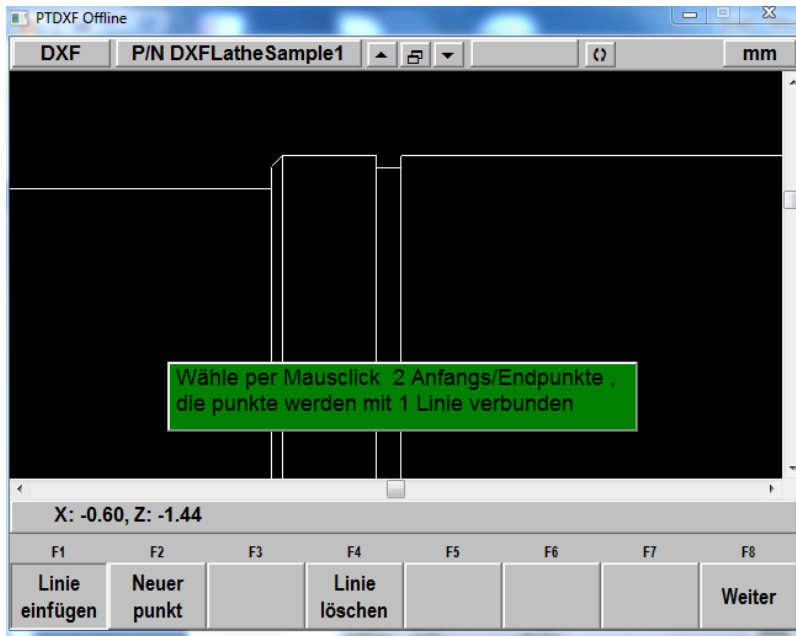 PTDXF Offline
DXF P/N DXFLatheSample1 mm
Wähle per Mausclick 2 Anfangs/Endpunkte ,
die punkte werden mit 1 Linie verbunden
X: -0.60, Z: -1.44
F1 F2 F3 F4 F5 F6 F7 F8
Linie einfügen
Neuer punkt
Linie löschen
Weiter